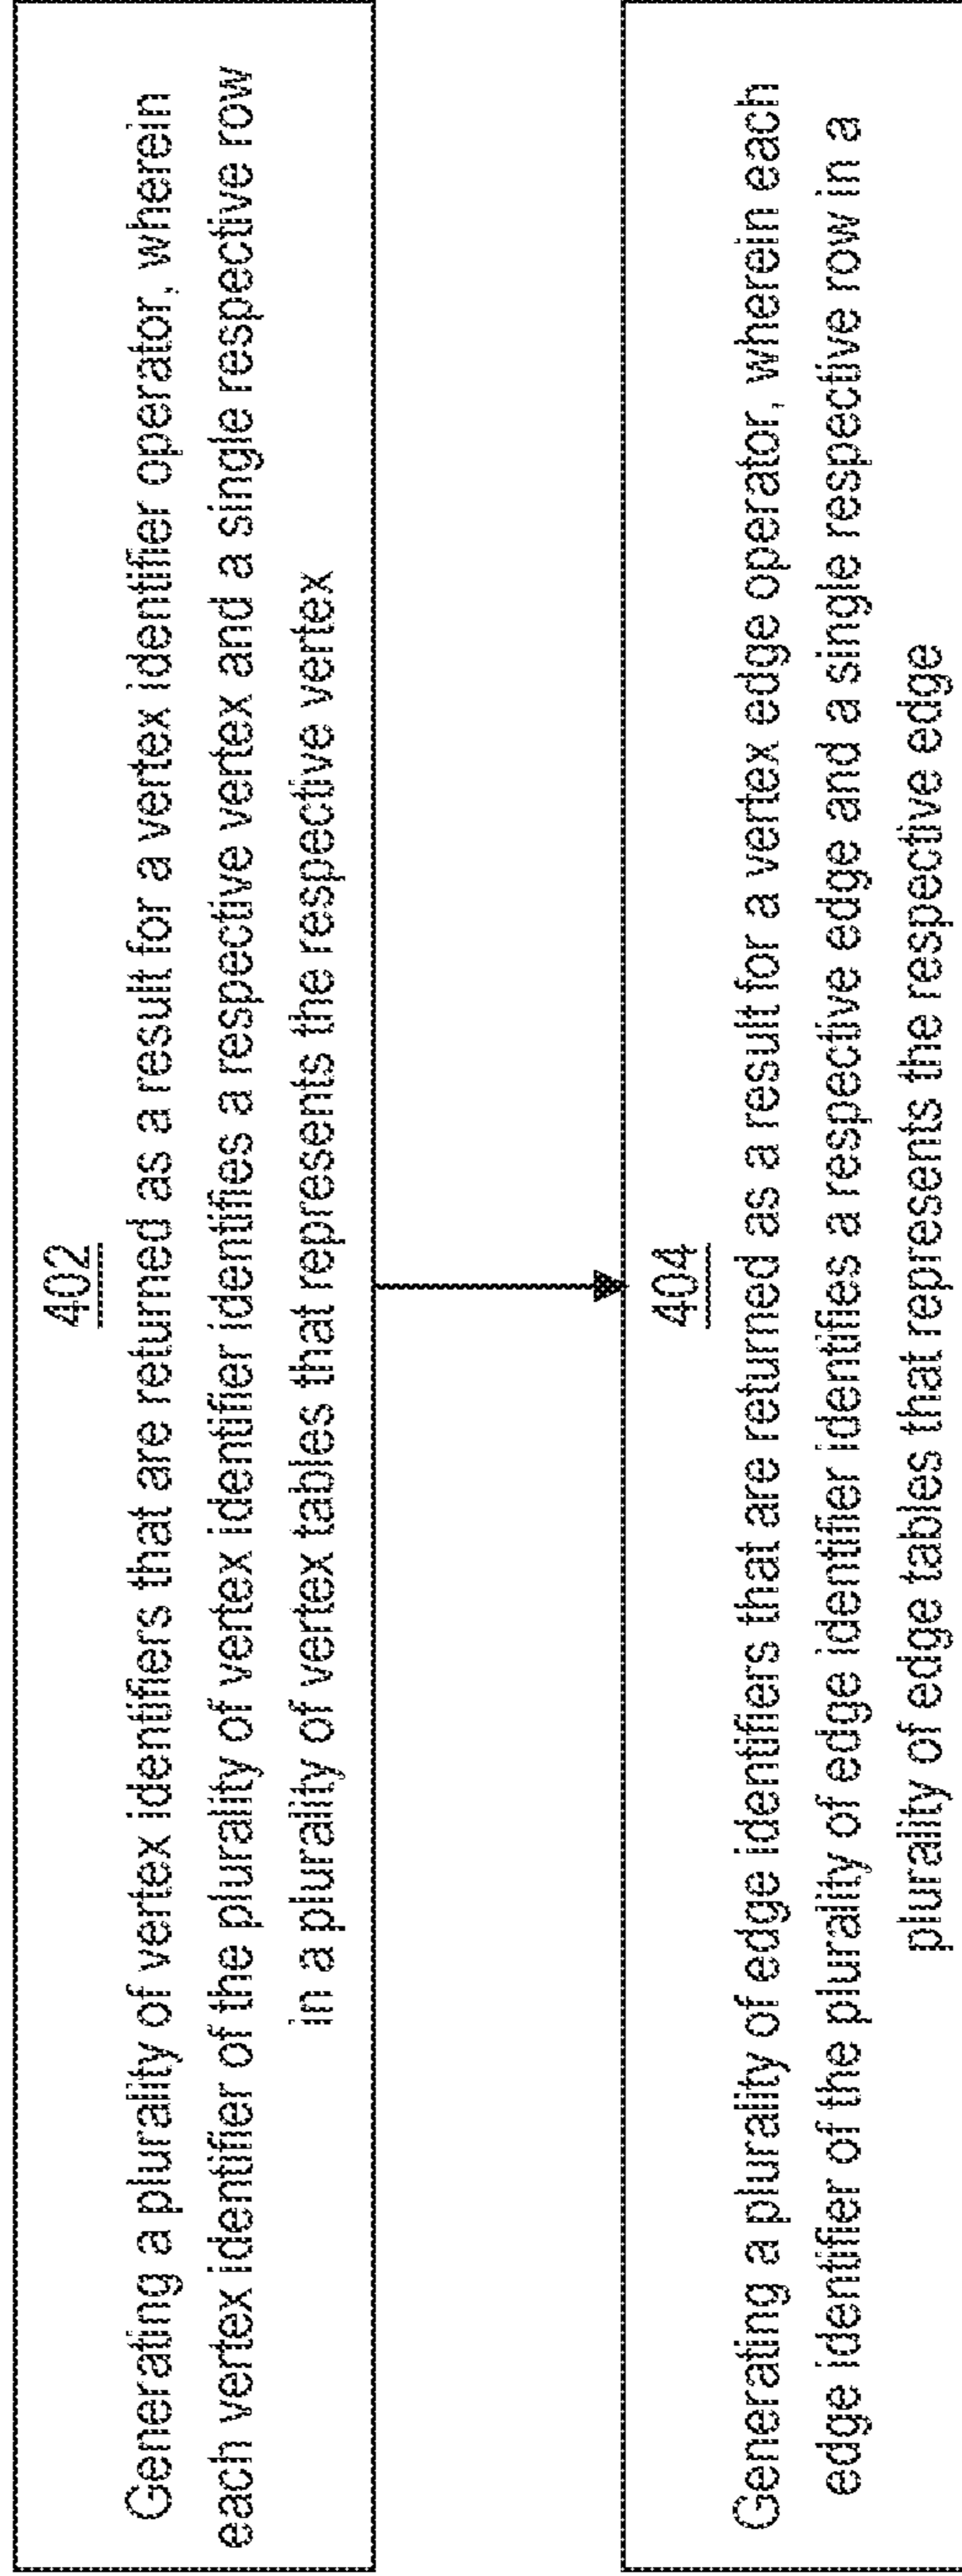 402
Generating a plurality of vertex identifiers that are returned as a result for a vertex identifier operator, wherein
each vertex identifier of the plurality of vertex identifier identifies a respective vertex and a single respective row
in a plurality of vertex tables that represents the respective vertex
404
Generating a plurality of edge identifiers that are returned as a result for a vertex edge operator, wherein each
edge identifier of the plurality of edge identifier identifies a respective edge and a single respective row in a
plurality of edge tables that represents the respective edge